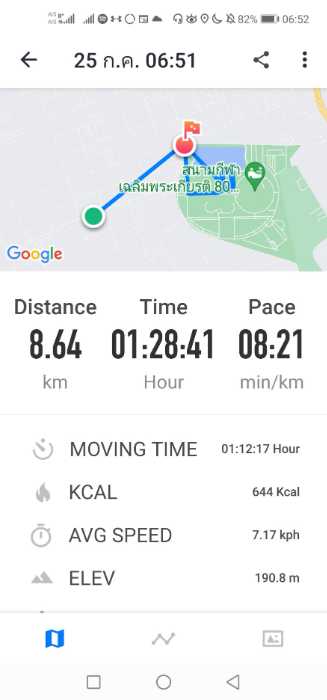 82% 06:52
25 ก.ค. 06:51
สนามกีฬา
เฉลิมพระเกียรติ 80...
Google
Distance Time Pace
8.64 01:28:41 08:21
km Hour min/km
MOVING TIME 01:12:17 Hour
KCAL 644 Kcal
AVG SPEED 7.17 kph
ELEV 190.8 m